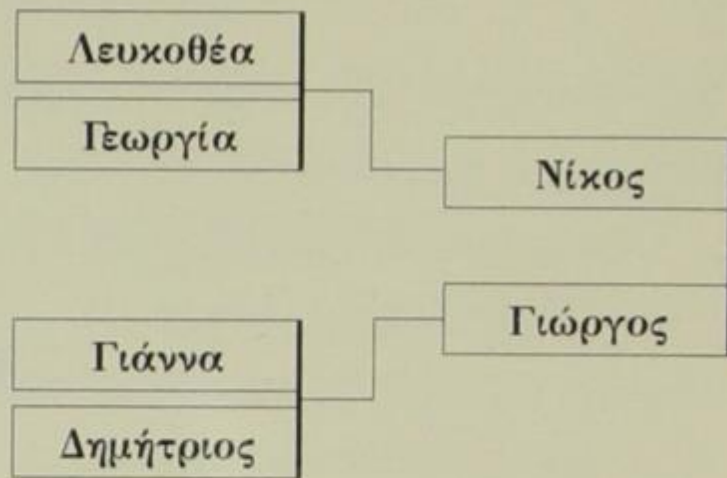 Λευκοθέα
Γεωργία
Νίκος
Γιώργος
Γιάννα
Δημήτριος